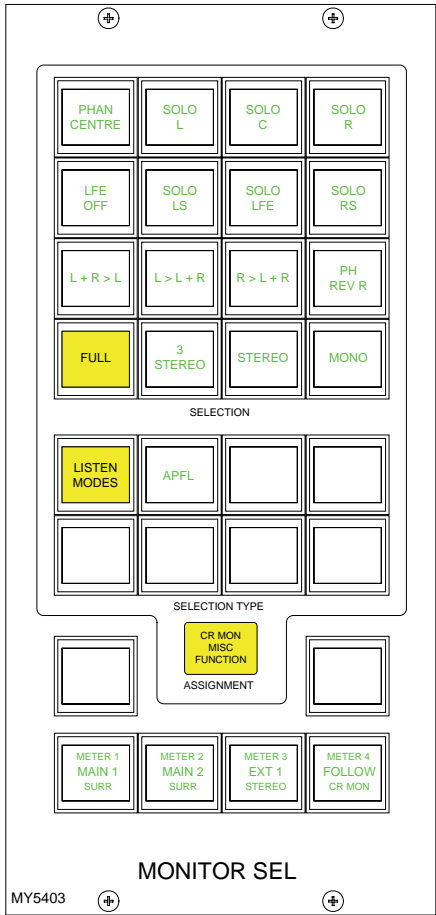 PHAN
CENTRE
SOLO
L
SOLO
C
SOLO
R
LFE
OFF
SOLO
LS
SOLO
LFE
SOLO
RS
L + R > L
L > L + R
R > L + R
PH
REV R
FULL
3
STEREO
STEREO
MONO
SELECTION
LISTEN
MODES
APFL
SELECTION TYPE
CR MON
MISC
FUNCTION
ASSIGNMENT
METER 1
MAIN 1
SURR
METER 2
MAIN 2
SURR
METER 3
EXT 1
STEREO
METER 4
FOLLOW
CR MON
MONITOR SEL
MY5403